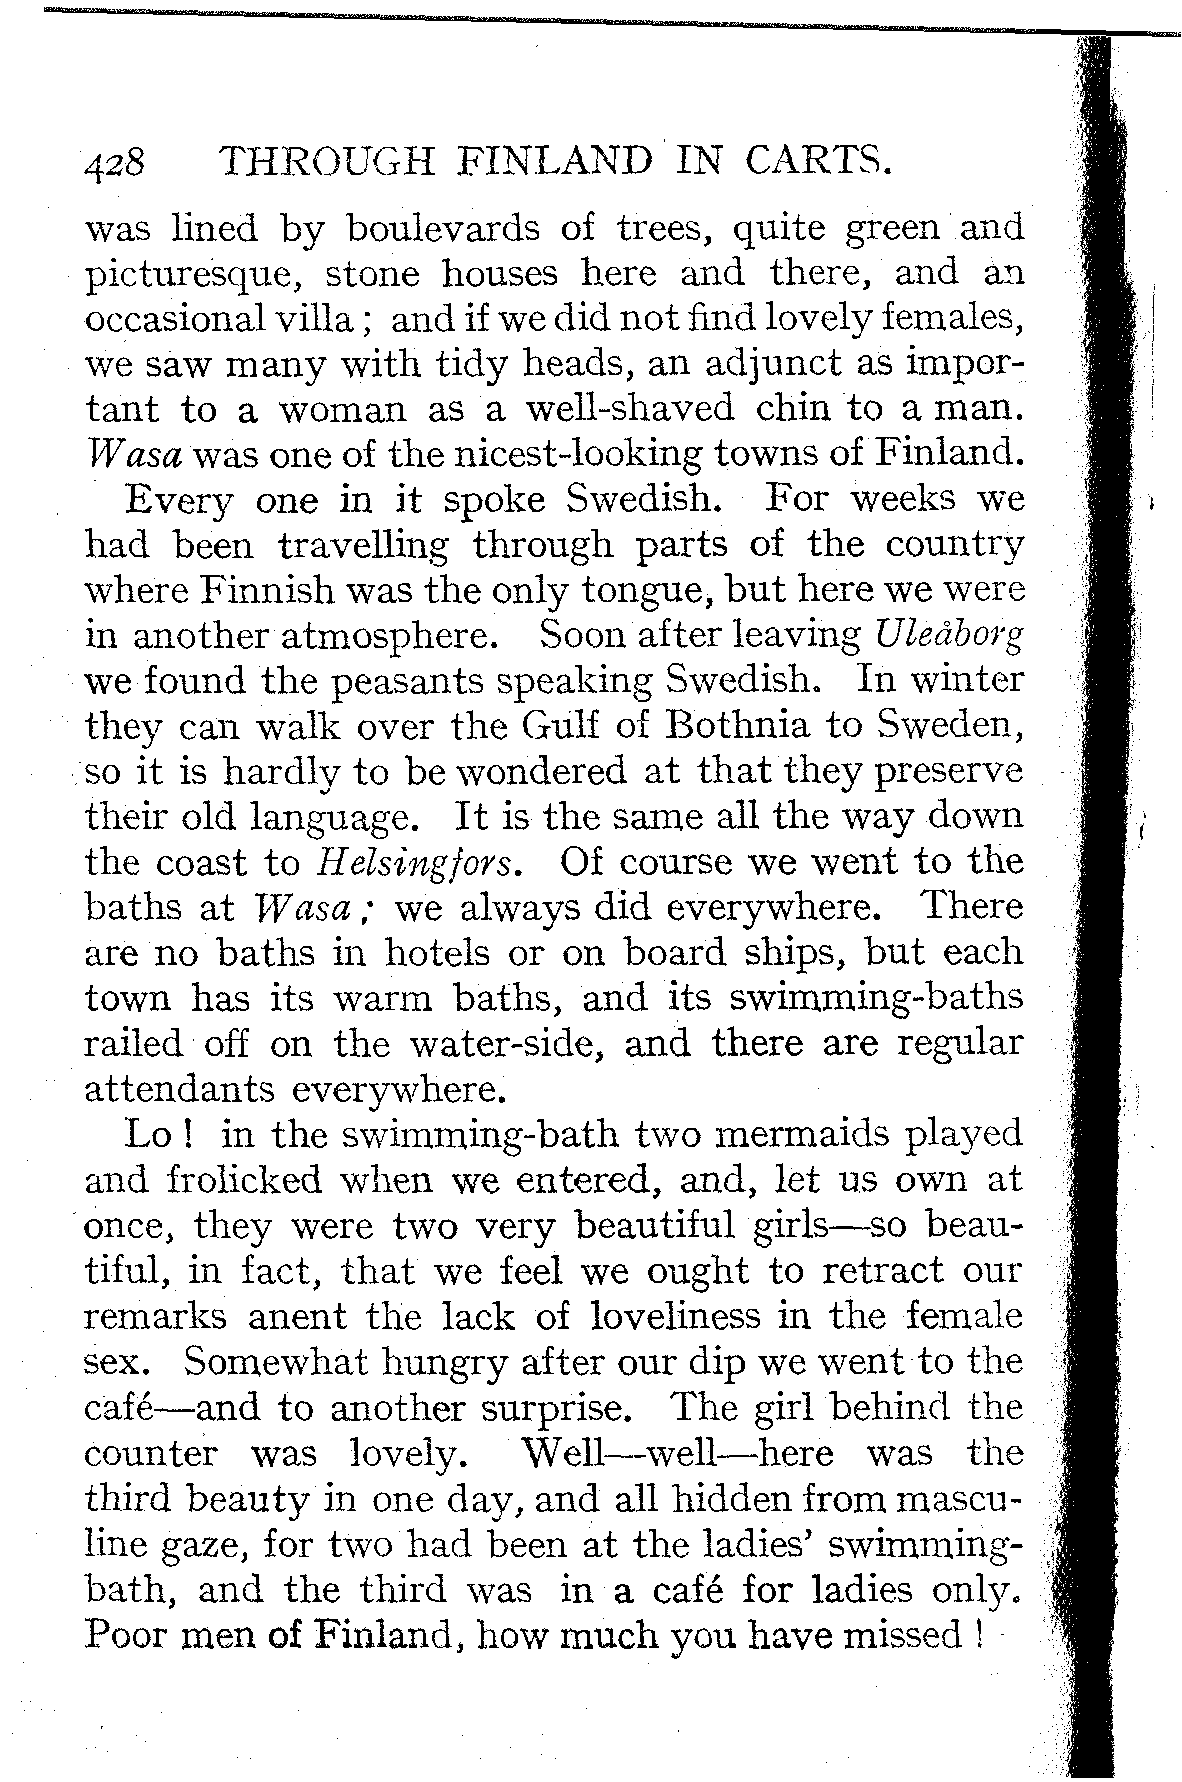 428 THROUGH FINLAND IN CARTS.
was lined by boulevards of trees, quite green and
picturesque, stone houses here and there, and an
occasional villa ; and if we did not find lovely females,
we saw many with tidy heads, an adjunct as impor-
tant to a woman as a well-shaved chin to a man.
Wasa was one of the nicest-looking towns of Finland.
Every one in it spoke Swedish. For weeks we
had been travelling through parts of the country
where Finnish was the only tongue, but here we were
in another atmosphere. Soon after leaving Uleåborg
we found the peasants speaking Swedish. In winter
they can walk over the Gulf of Bothnia to Sweden,
so it is hardly to be wondered at that they preserve
their old language. It is the same all the way down
the coast to Helsingfors. Of course we went to the
baths at Wasa ; we always did everywhere. There
are no baths in hotels or on board ships, but each
town has its warm baths, and its swimming-baths
railed off on the water-side, and there are regular
attendants everywhere.
Lo ! in the swimming-bath two mermaids played
and frolicked when we entered, and, let us own at
once, they were two very beautiful girls—so beau-
tiful, in fact, that we feel we ought to retract our
remarks anent the lack of loveliness in the female
sex. Somewhat hungry after our dip we went to the
café—and to another surprise. The girl behind the
counter was lovely. Well—well—here was the
third beauty in one day, and all hidden from mascu-
line gaze, for two had been at the ladies' swimming-
bath, and the third was in a café for ladies only.
Poor men of Finland, how much you have missed !